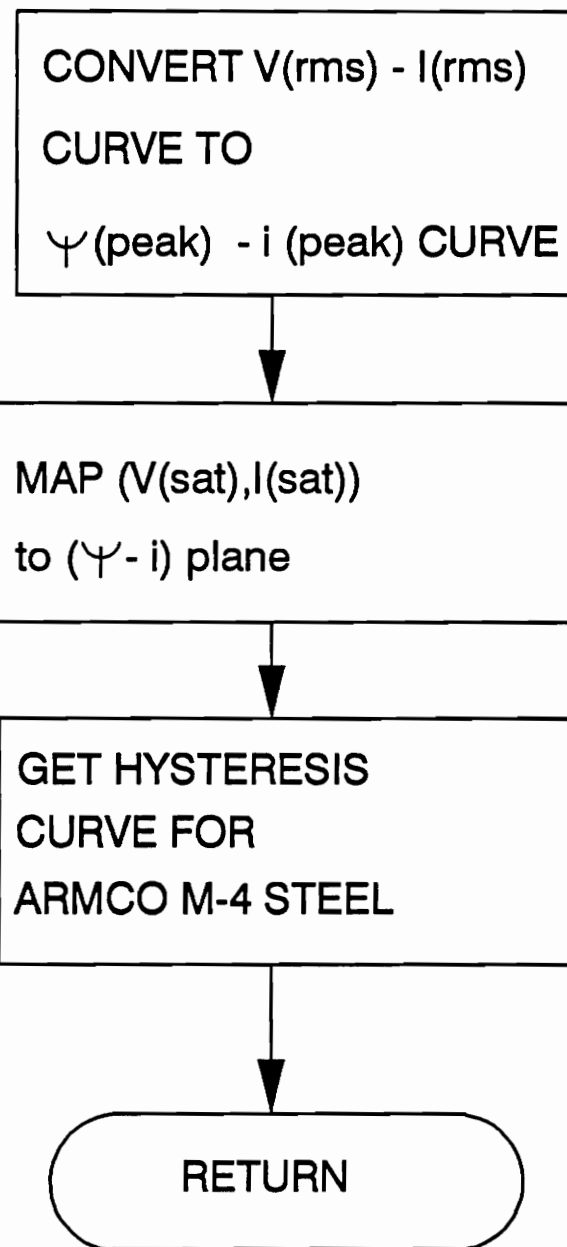 CONVERT V(rms) - I(rms)
CURVE TO
Ψ(peak) - i (peak) CURVE
MAP (V(sat),I(sat))
to (Ψ- i) plane
GET HYSTERESIS
CURVE FOR
ARMCO M-4 STEEL
RETURN